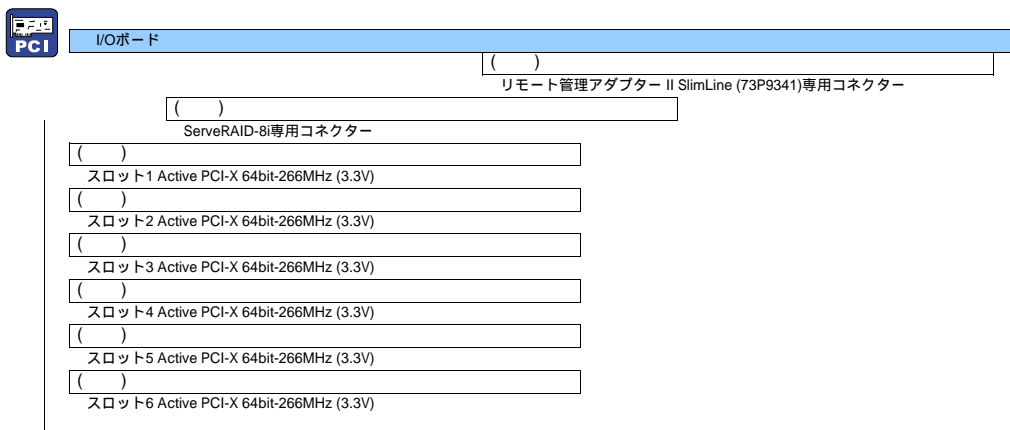 PCI
I/Oボード
(　　)
リモート管理アダプター II SlimLine (73P9341)専用コネクター
(　　)
ServeRAID-8i専用コネクター
(　　)
スロット1 Active PCI-X 64bit-266MHz (3.3V)
(　　)
スロット2 Active PCI-X 64bit-266MHz (3.3V)
(　　)
スロット3 Active PCI-X 64bit-266MHz (3.3V)
(　　)
スロット4 Active PCI-X 64bit-266MHz (3.3V)
(　　)
スロット5 Active PCI-X 64bit-266MHz (3.3V)
(　　)
スロット6 Active PCI-X 64bit-266MHz (3.3V)